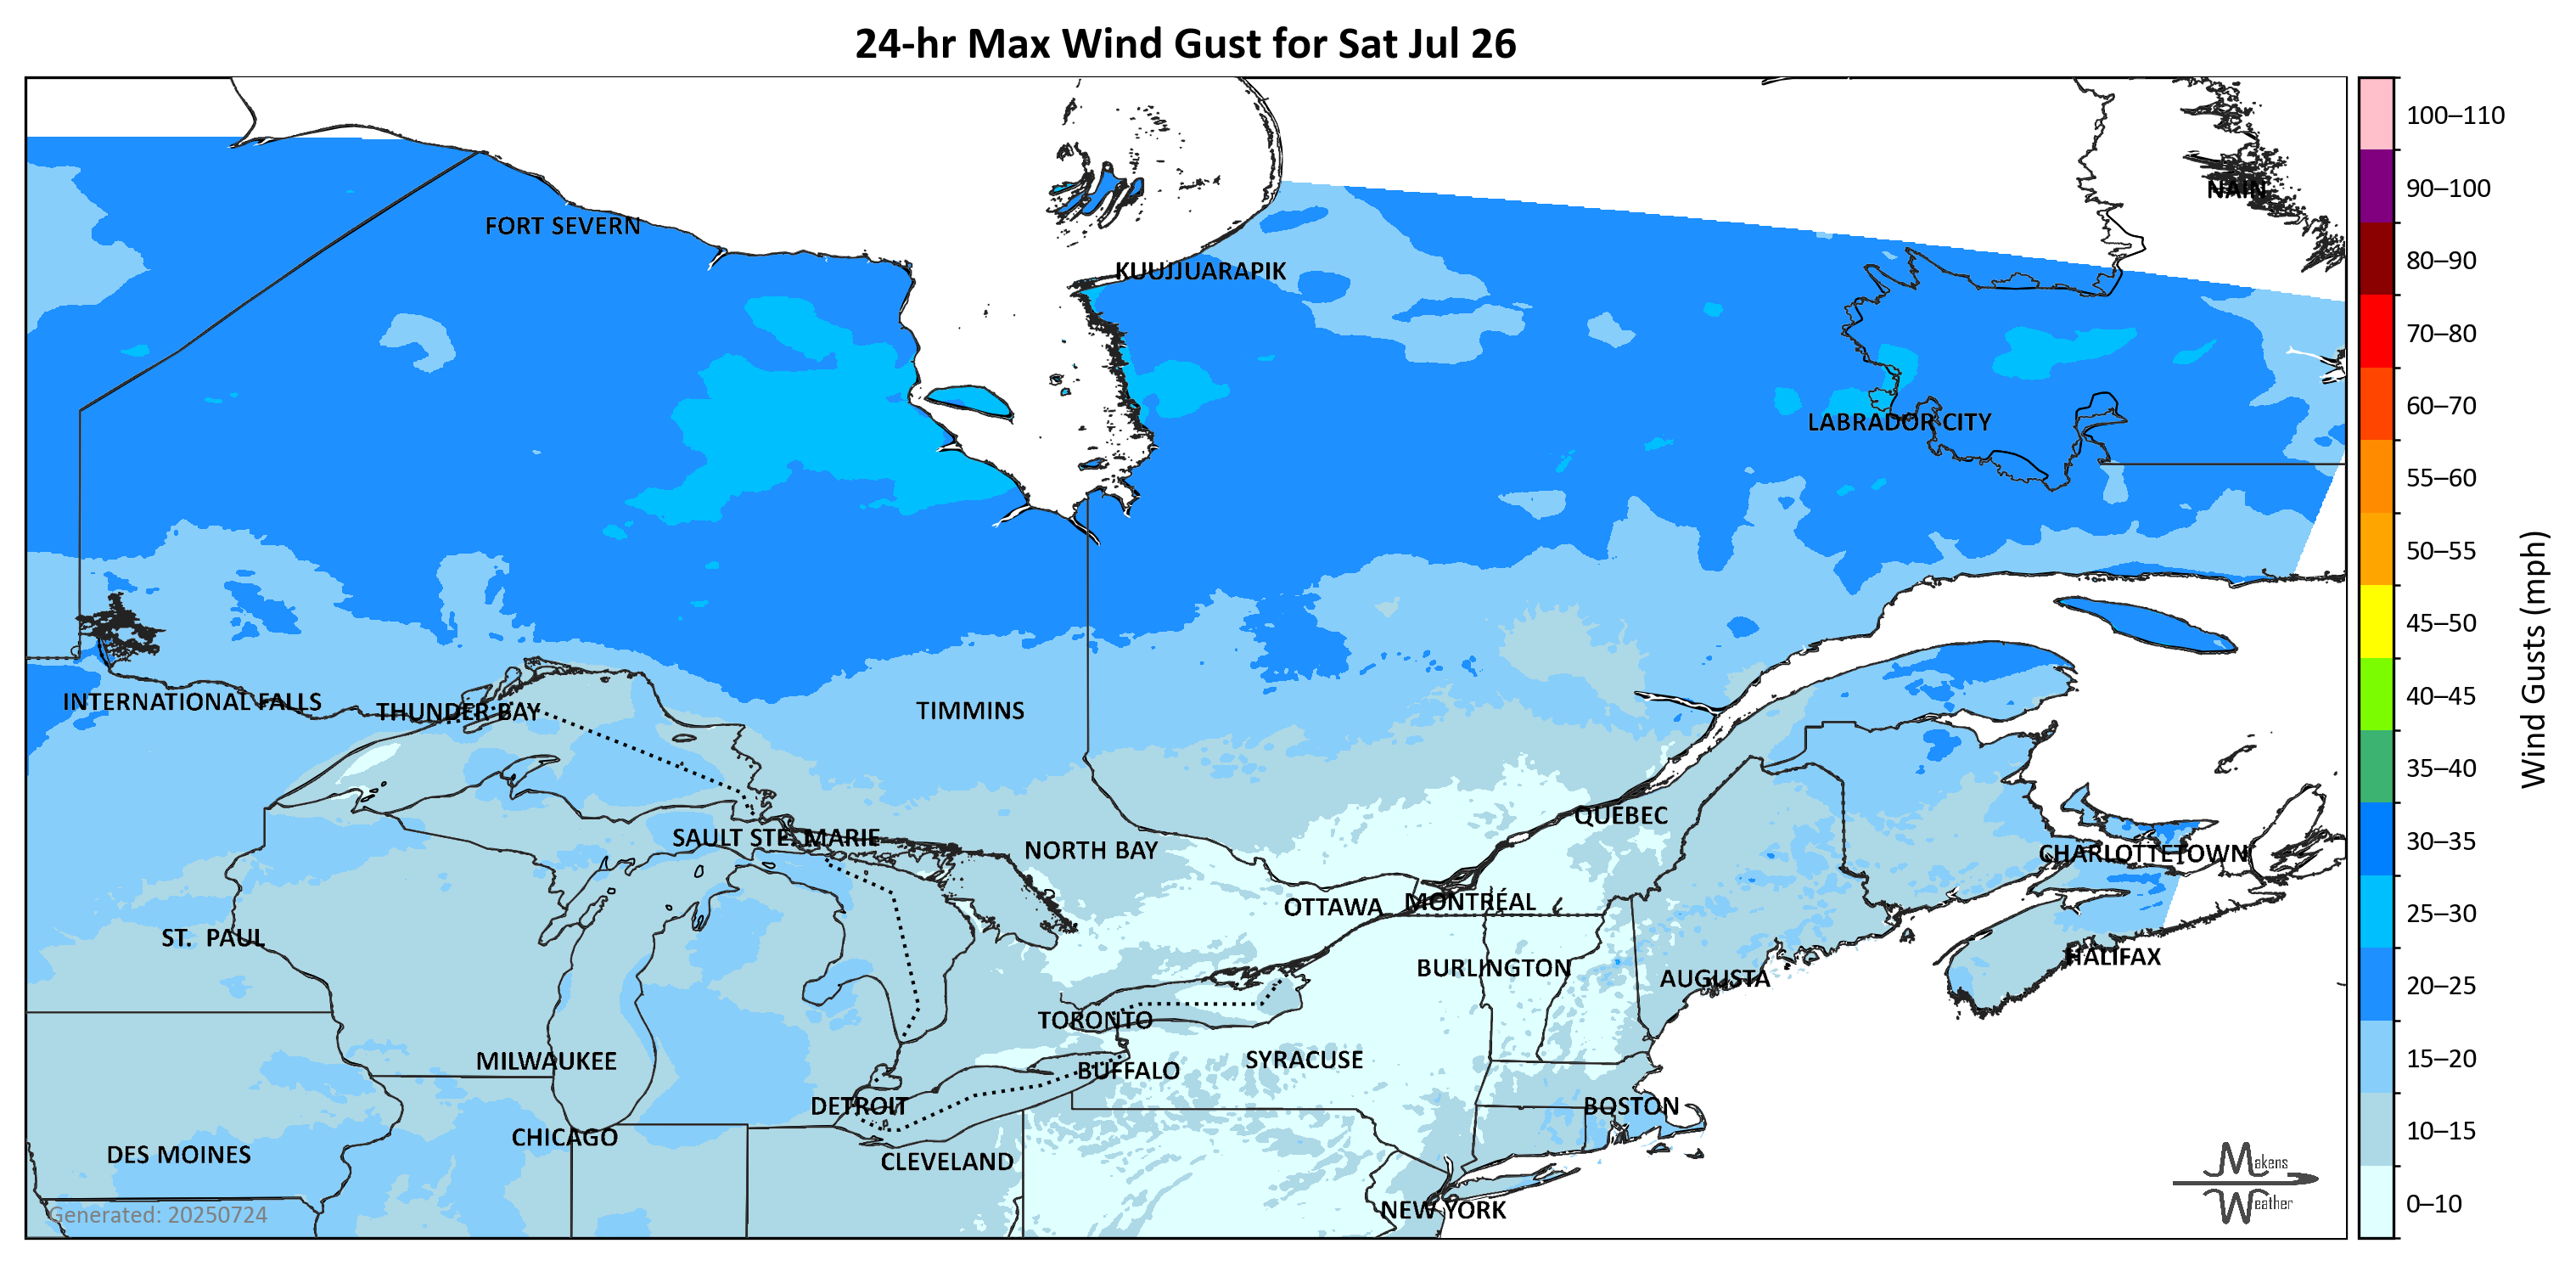 24-hr Max Wind Gust for Sat Jul 26
NAIN
FORT SEVERN
KUUJJUARAPIK
LABRADOR CITY
INTERNATIONAL FALLS
THUNDER BAY
TIMMINS
SAULT STE. MARIE
NORTH BAY
QUÉBEC
CHARLOTTETOWN
OTTAWA
MONTRÉAL
ST. PAUL
HALIFAX
BURLINGTON
AUGUSTA
TORONTO
MILWAUKEE
SYRACUSE
BUFFALO
DETROIT
BOSTON
CHICAGO
DES MOINES
CLEVELAND
NEW YORK
Generated: 20250724
Makens
Weather
100–110
90–100
80–90
70–80
60–70
55–60
50–55
45–50
40–45
35–40
30–35
25–30
20–25
15–20
10–15
0–10
Wind Gusts (mph)